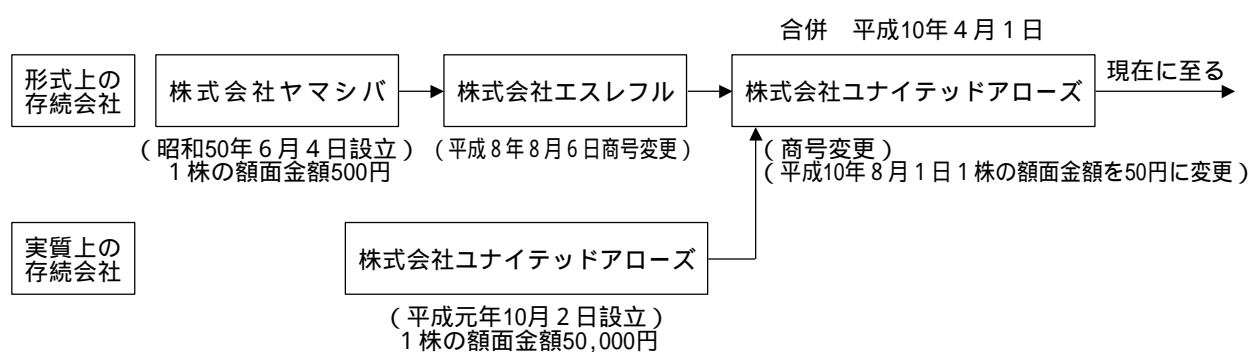 合併 平成10年4月1日
形式上の
存続会社
株式会社ヤマシバ
株式会社エスレフル
株式会社ユナイテッドアローズ
現在に至る
(昭和50年6月4日設立)
1株の額面金額500円
(平成8年8月6日商号変更)
(商号変更)
(平成10年8月1日1株の額面金額を50円に変更)
実質上の
存続会社
株式会社ユナイテッドアローズ
(平成元年10月2日設立)
1株の額面金額50,000円